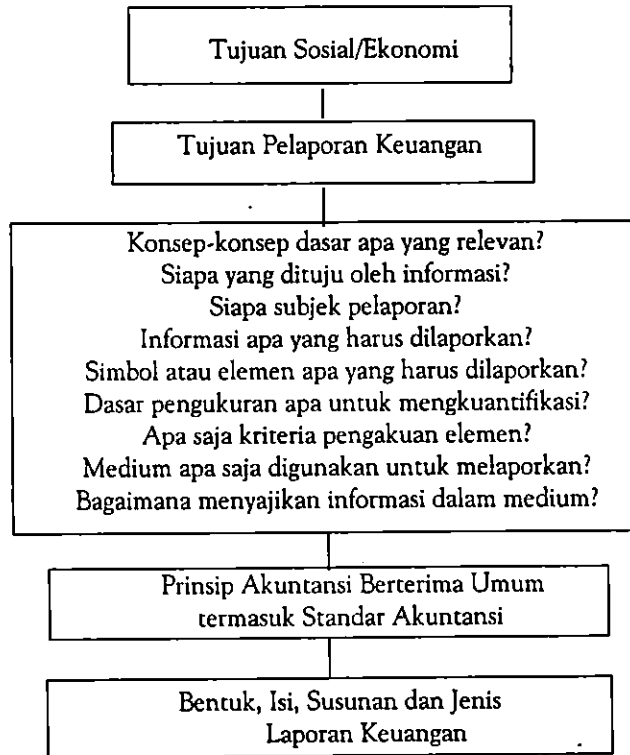 Tujuan Sosial/Ekonomi
Tujuan Pelaporan Keuangan
Konsep-konsep dasar apa yang relevan?
Siapa yang dituju oleh informasi?
Siapa subjek pelaporan?
Informasi apa yang harus dilaporkan?
Simbol atau elemen apa yang harus dilaporkan?
Dasar pengukuran apa untuk mengkuantifikasi?
Apa saja kriteria pengakuan elemen?
Medium apa saja digunakan untuk melaporkan?
Bagaimana menyajikan informasi dalam medium?
Prinsip Akuntansi Berterima Umum
termasuk Standar Akuntansi
Bentuk, Isi, Susunan dan Jenis
Laporan Keuangan